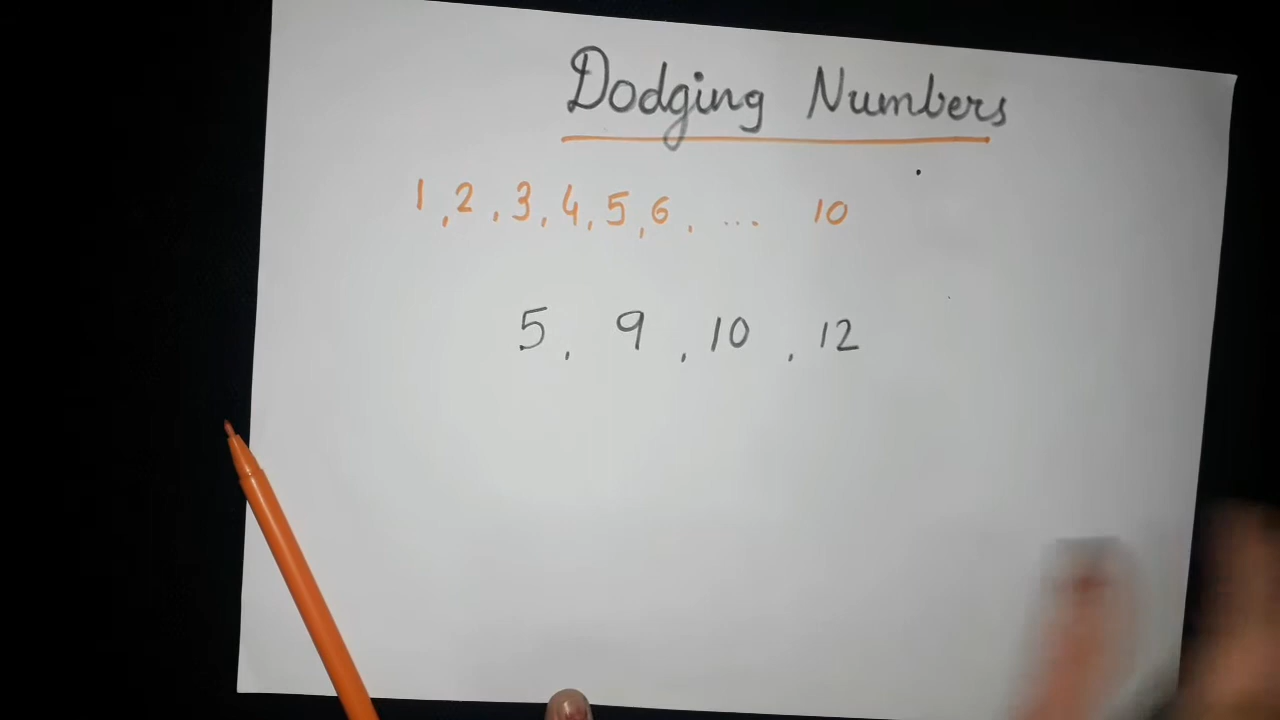 Dodging Numbers
1, 2, 3, 4, 5, 6, ... 10
5, 9, 10, 12